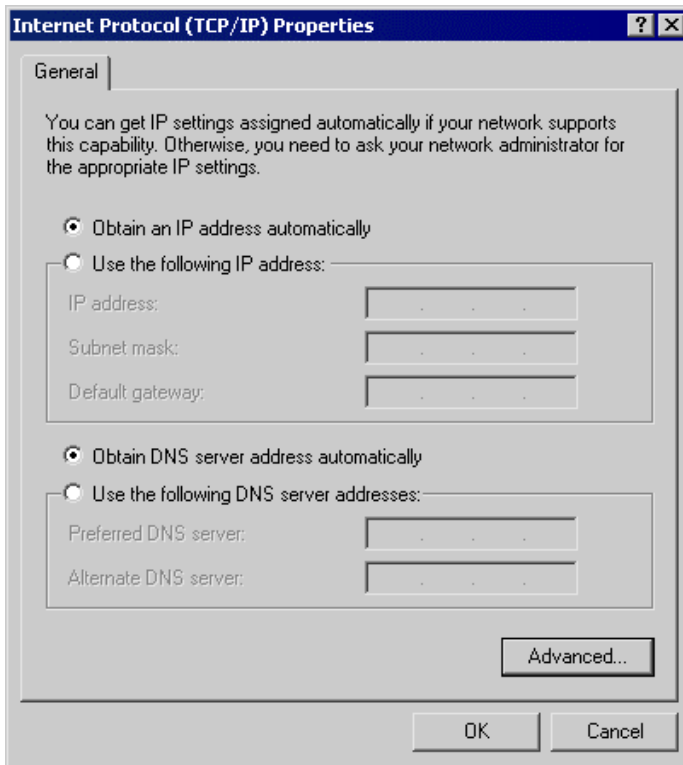 Internet Protocol (TCP/IP) Properties
General
You can get IP settings assigned automatically if your network supports
this capability. Otherwise, you need to ask your network administrator for
the appropriate IP settings.
Obtain an IP address automatically
Use the following IP address:
IP address:
Subnet mask:
Default gateway:
Obtain DNS server address automatically
Use the following DNS server addresses:
Preferred DNS server:
Alternate DNS server:
Advanced...
OK Cancel